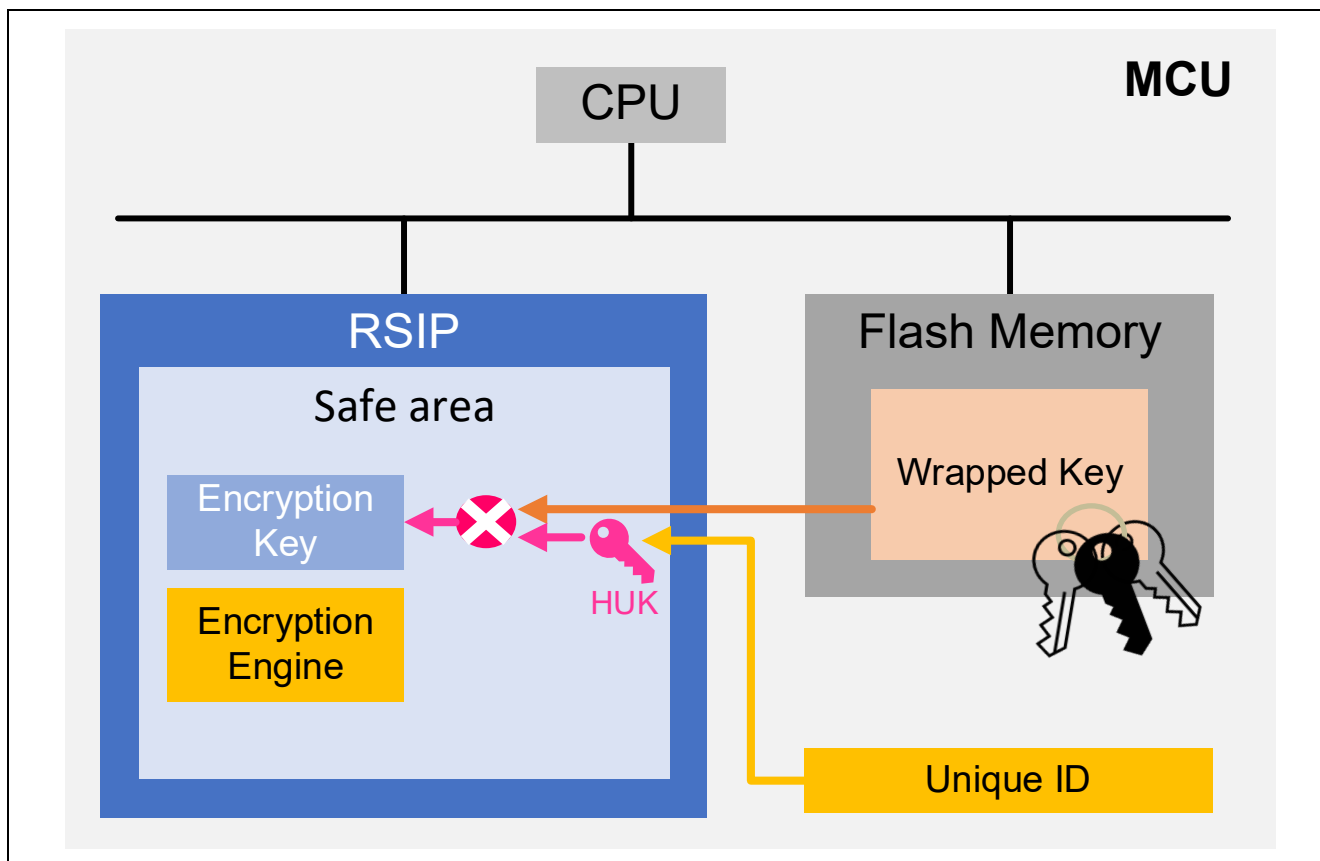 MCU
CPU
RSIP
Flash Memory
Safe area
Wrapped Key
Encryption
Key
HUK
Encryption
Engine
Unique ID